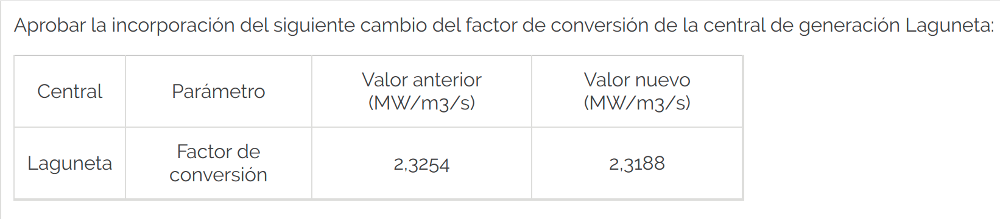 Aprobar la incorporación del siguiente cambio del factor de conversión de la central de generación Laguneta:
Central
Parámetro
Valor anterior
(MW/m3/s)
Valor nuevo
(MW/m3/s)
Laguneta
Factor de
conversión
2,3254
2,3188